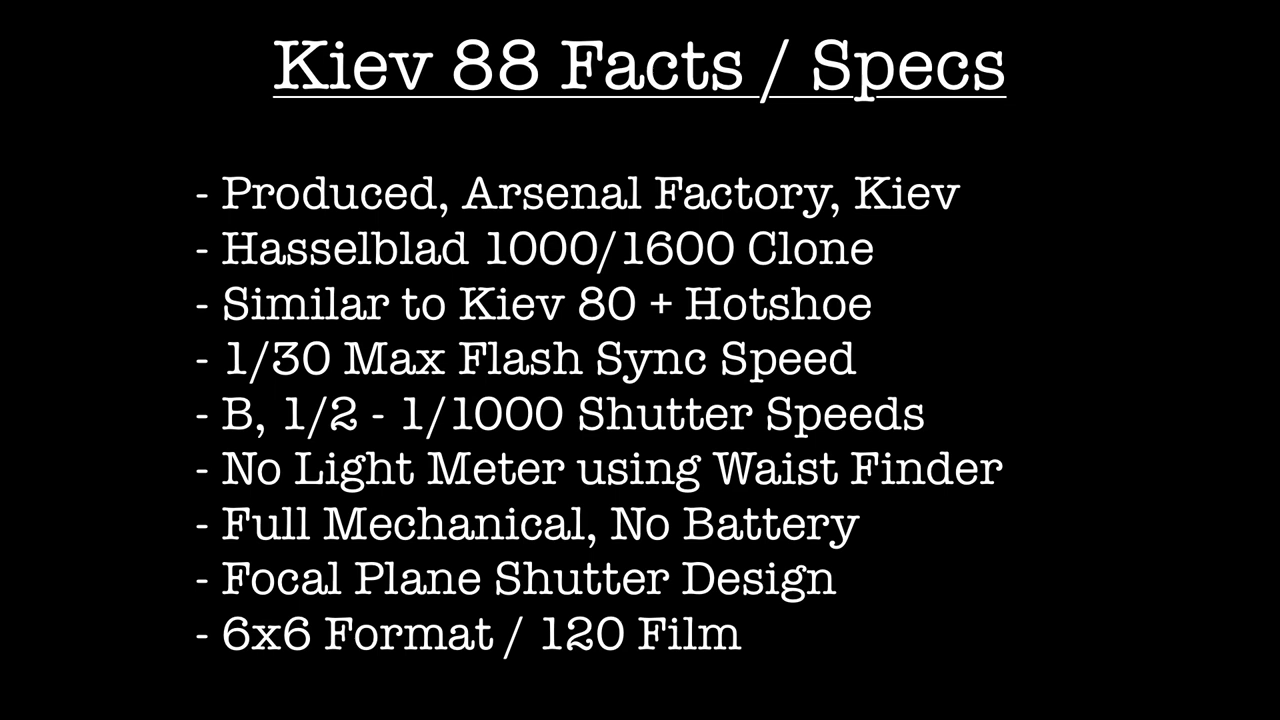 Kiev 88 Facts / Specs
- Produced, Arsenal Factory, Kiev
- Hasselblad 1000/1600 Clone
- Similar to Kiev 80 + Hotshoe
- 1/30 Max Flash Sync Speed
- B, 1/2 - 1/1000 Shutter Speeds
- No Light Meter using Waist Finder
- Full Mechanical, No Battery
- Focal Plane Shutter Design
- 6x6 Format / 120 Film